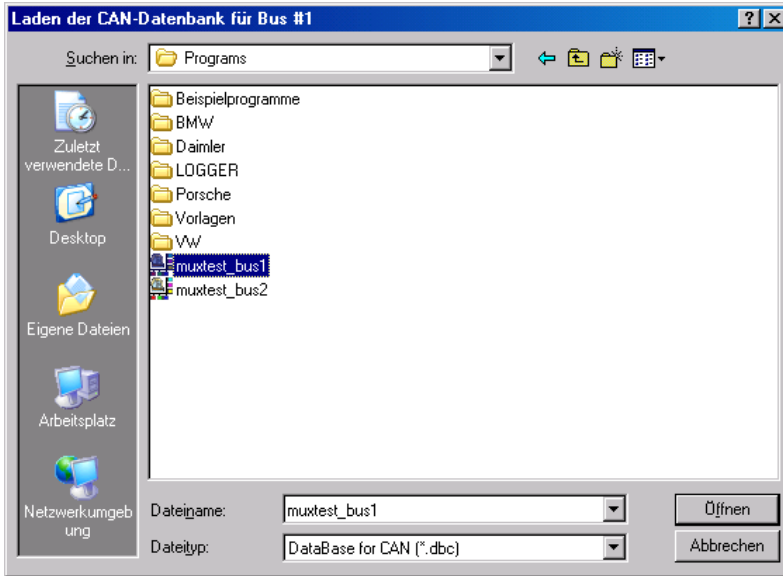 Laden der CAN-Datenbank für Bus #1
Suchen in:
Programs
Zuletzt
verwendete D...
Desktop
Eigene Dateien
Arbeitsplatz
Netzwerkumgeb
ung
Beispielprogramme
BMW
Daimler
LOGGER
Porsche
Vorlagen
VW
muxtest_bus1
muxtest_bus2
Dateiname:
muxtest_bus1
Öffnen
Dateityp:
DataBase for CAN (*.dbc)
Abbrechen